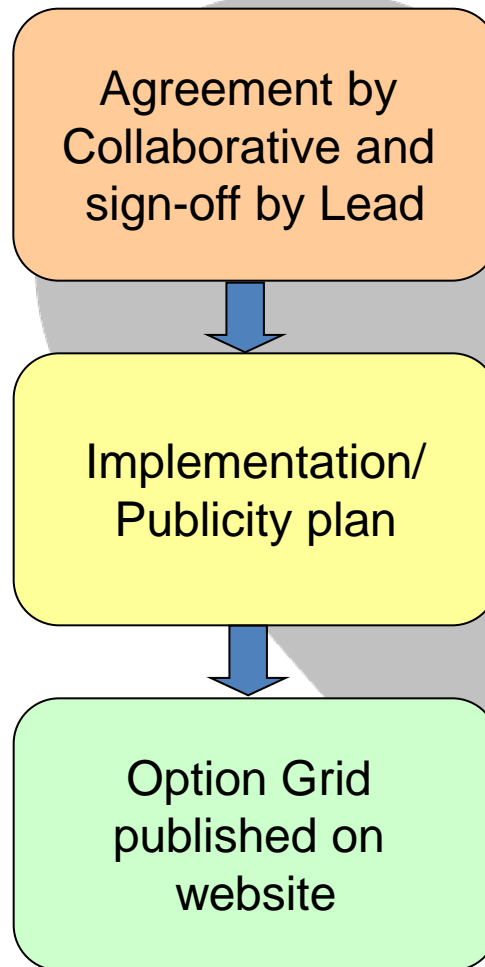 Agreement by
Collaborative and
sign-off by Lead
Implementation/
Publicity plan
Option Grid
published on
website